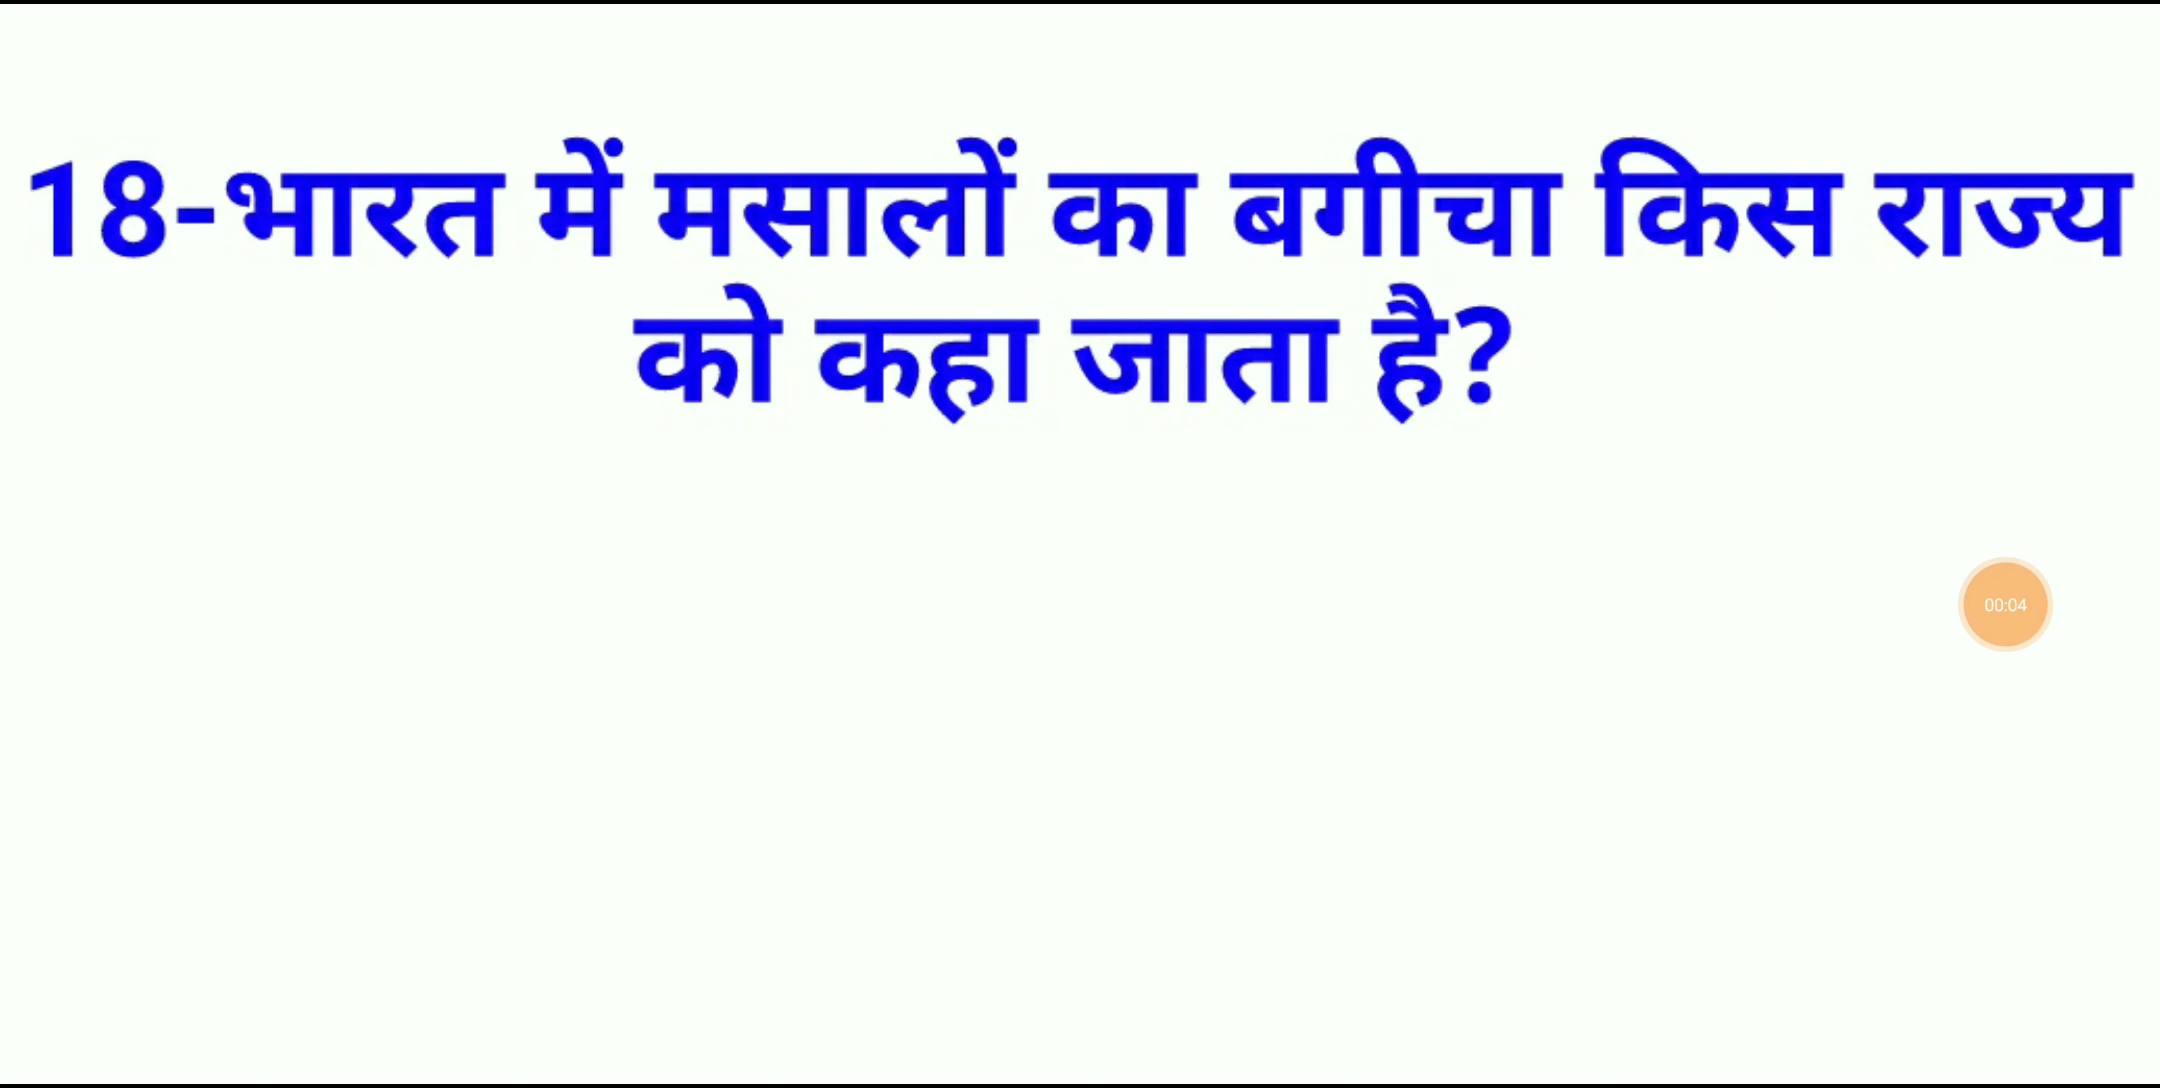 18-भारत में मसालों का बगीचा किस राज्य
को कहा जाता है?
00:04